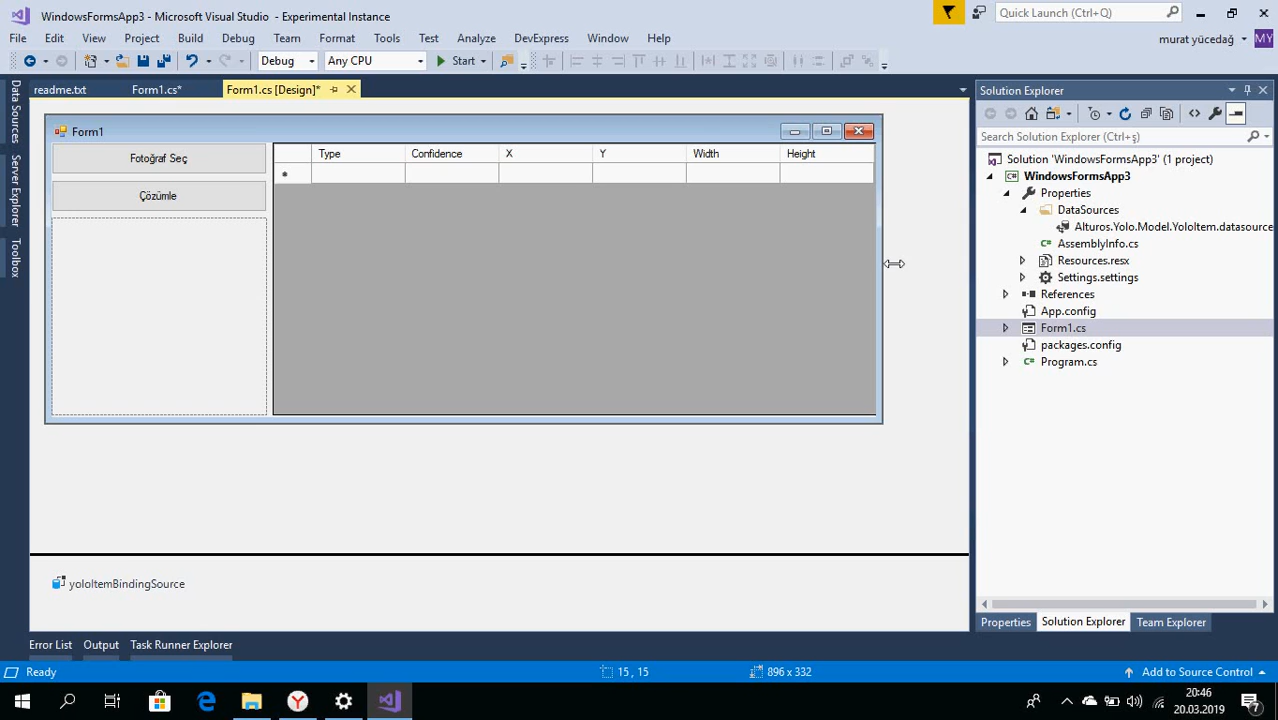 WindowsFormsApp3 - Microsoft Visual Studio - Experimental Instance
Quick Launch (Ctrl+Q)
File Edit View Project Build Debug Team Format Tools Test Analyze DevExpress Window Help
murat yücedağ MY
Debug Any CPU Start
readme.txt Form1.cs* Form1.cs [Design]*
Solution Explorer
Data Sources
Server Explorer
Toolbox
Form1
Fotoğraf Seç
Çözümle
Type Confidence X Y Width Height
yoloItemBindingSource
Search Solution Explorer (Ctrl+ş)
Solution 'WindowsFormsApp3' (1 project)
WindowsFormsApp3
Properties
DataSources
Alturos.Yolo.Model.YoloItem.datasource
AssemblyInfo.cs
Resources.resx
Settings.settings
References
App.config
Form1.cs
packages.config
Program.cs
Properties Solution Explorer Team Explorer
Error List Output Task Runner Explorer
Ready 15 , 15 896 x 332 Add to Source Control
20:46
20.03.2019
7